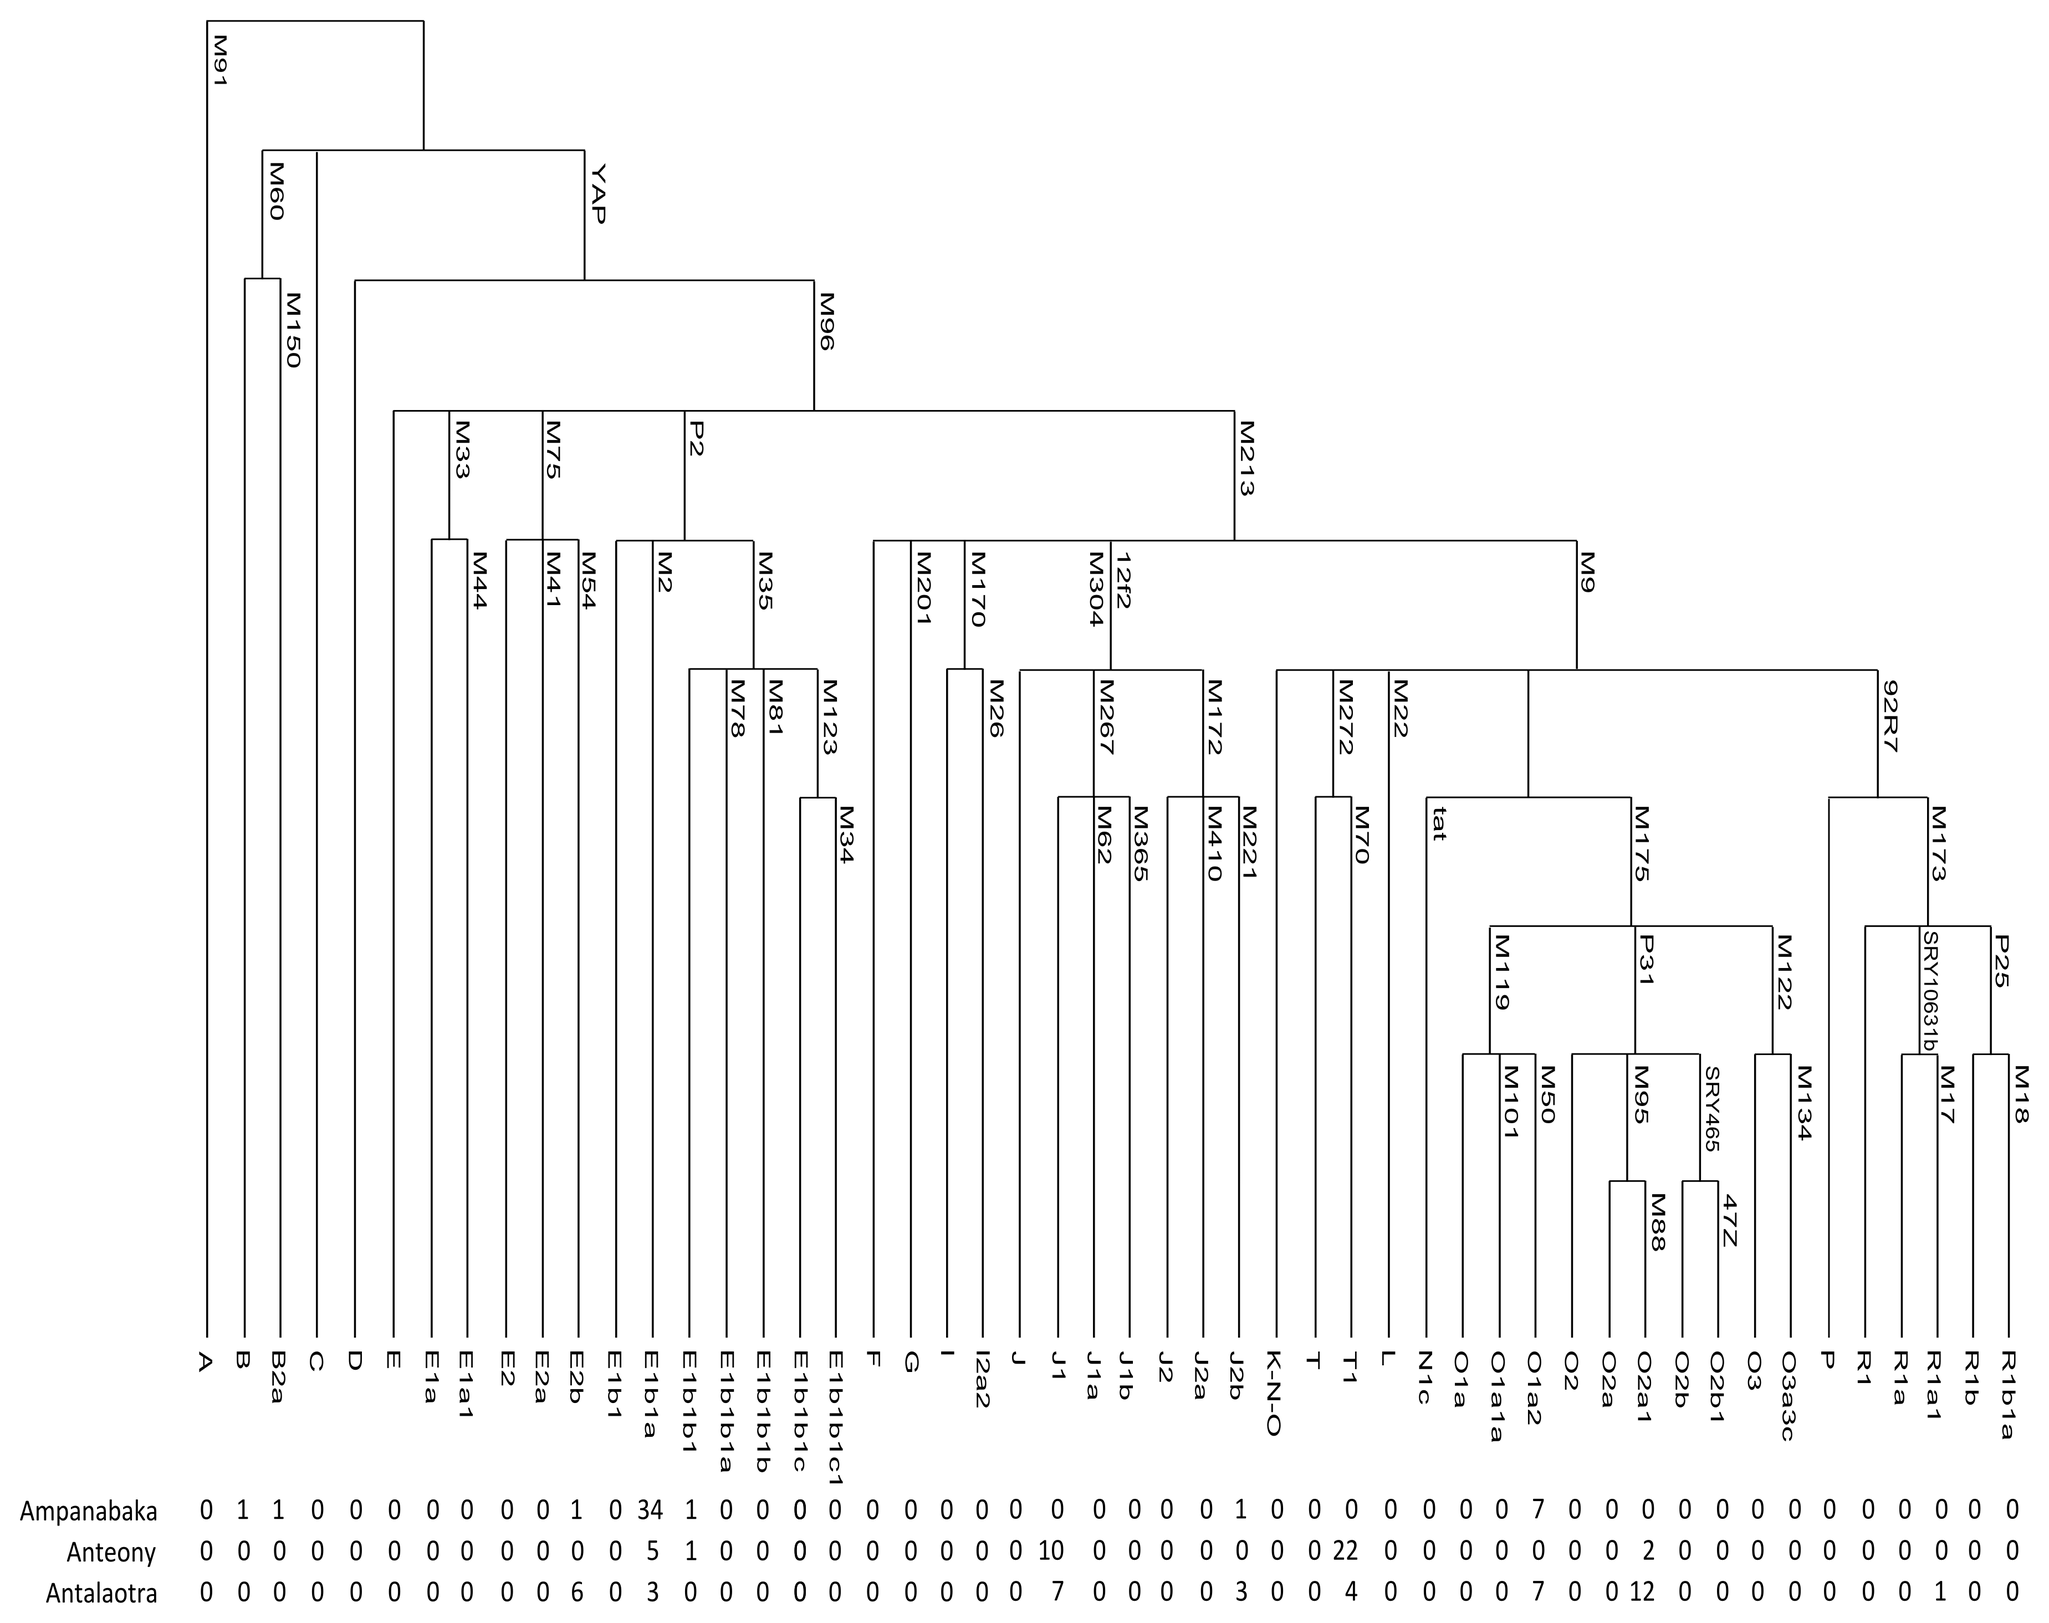 M91
M60
YAP
M150
M96
M33
M75
P2
M213
M44
M41
M54
M2
M35
M201
M170
M304
12f2
M9
M78
M81
M123
M26
M267
M172
M272
M22
92R7
M34
M62
M365
M410
M221
M70
tat
M175
M173
M119
P31
M122
SRY10631b
P25
M101
M50
M95
SRY465
M134
M17
M18
M88
47Z
A B B2a C D E E1a E1a1 E2 E2a E2b E1b1 E1b1a E1b1b1 E1b1b1a E1b1b1b E1b1b1c E1b1b1c1 F G I I2a2 J J1 J1a J1b J2 J2a J2b K-N-O T T1 L N1c O1a O1a1a O1a2 O2 O2a O2a1 O2b O2b1 O3 O3a3c P R1 R1a R1a1 R1b R1b1a
Ampanabaka 0 1 1 0 0 0 0 0 0 0 1 0 34 1 0 0 0 0 0 0 0 0 0 0 0 0 0 0 1 0 0 0 0 0 0 0 7 0 0 0 0 0 0 0 0 0 0 0 0 0
Anteony 0 0 0 0 0 0 0 0 0 0 0 0 5 1 0 0 0 0 0 0 0 0 0 10 0 0 0 0 0 0 0 22 0 0 0 0 0 0 0 2 0 0 0 0 0 0 0 0 0 0
Antalaotra 0 0 0 0 0 0 0 0 0 0 6 0 3 0 0 0 0 0 0 0 0 0 0 7 0 0 0 0 3 0 0 4 0 0 0 0 7 0 0 12 0 0 0 0 0 0 0 1 0 0